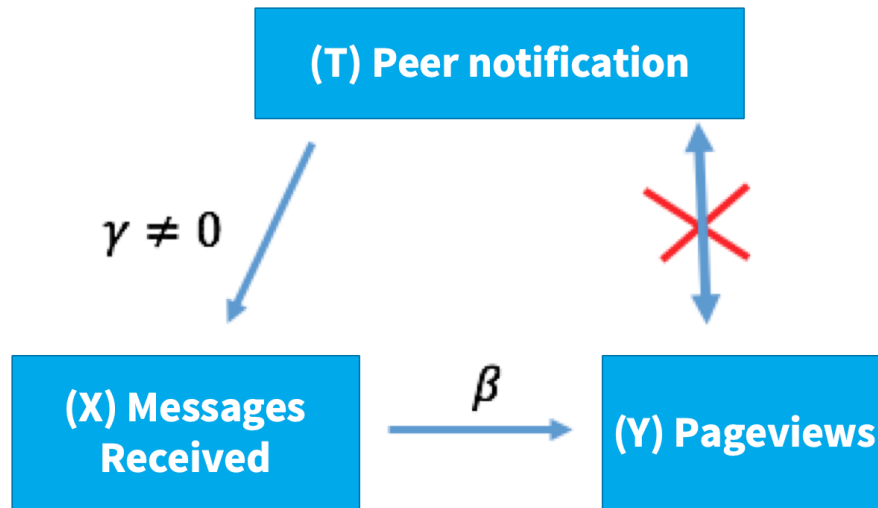 (T) Peer notification
γ ≠ 0
(X) Messages
Received
β
(Y) Pageviews